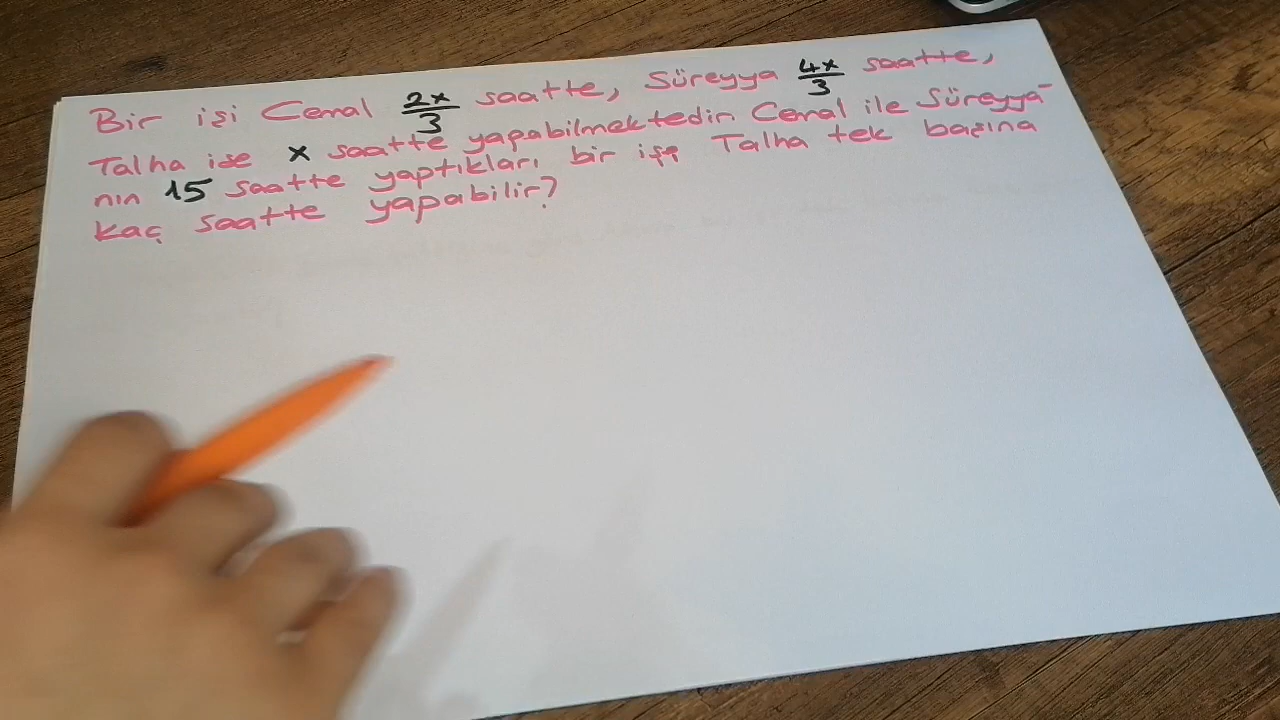 Bir işi Cemal 2x/3 saatte, Süreyya 4x/3 saatte,
Talha ise x saatte yapabilmektedir. Cemal ile Süreyya-
nın 15 saatte yaptıkları bir işi Talha tek başına
kaç saatte yapabilir?